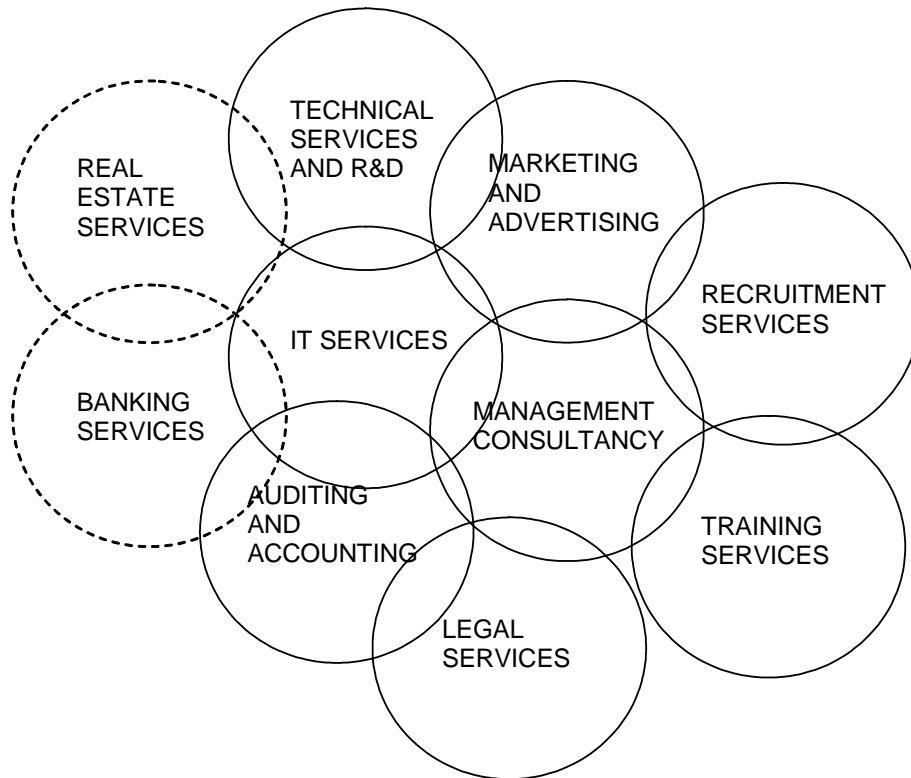 TECHNICAL
SERVICES
AND R&D
REAL
ESTATE
SERVICES
MARKETING
AND
ADVERTISING
RECRUITMENT
SERVICES
IT SERVICES
BANKING
SERVICES
MANAGEMENT
CONSULTANCY
AUDITING
AND
ACCOUNTING
TRAINING
SERVICES
LEGAL
SERVICES